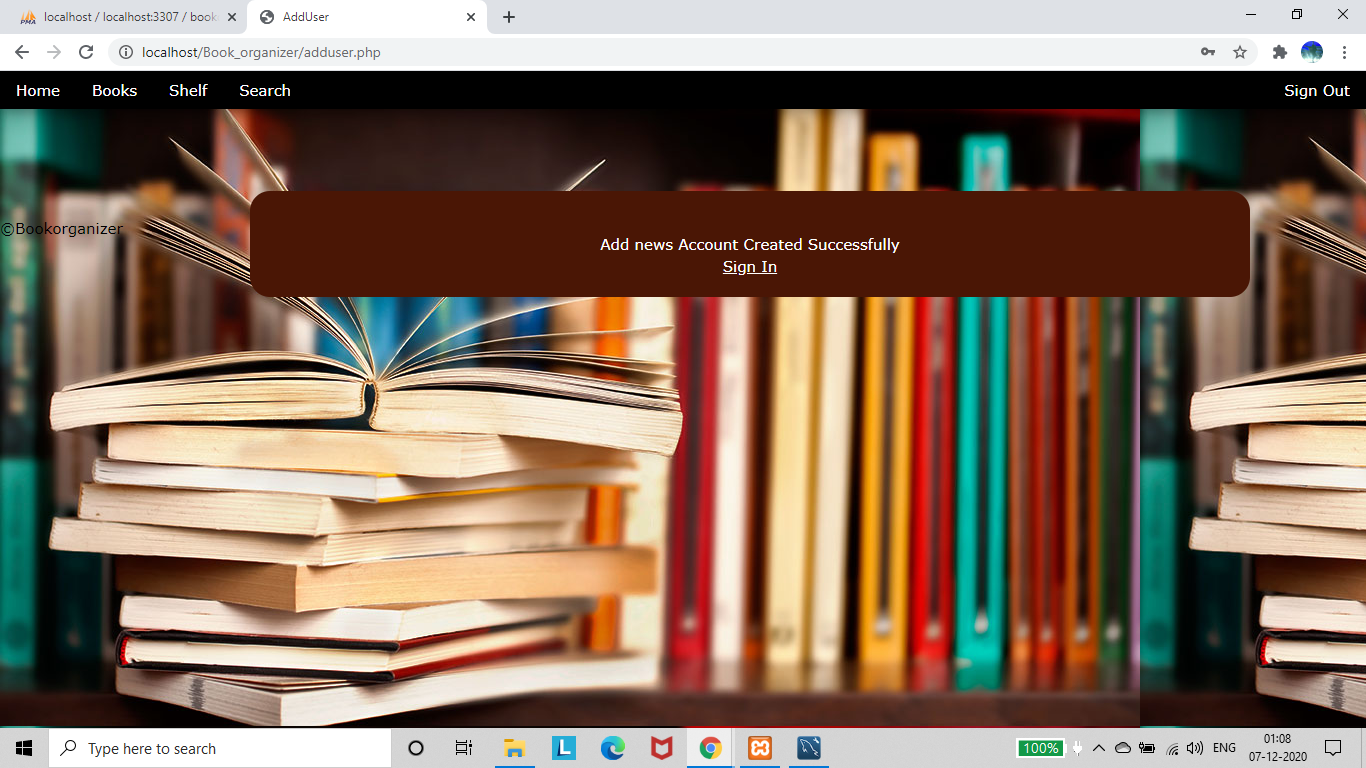 localhost / localhost:3307 / book
AddUser
localhost/Book_organizer/adduser.php
Home Books Shelf Search Sign Out
©Bookorganizer
Add news Account Created Successfully
Sign In
Type here to search
100%
ENG
01:08
07-12-2020